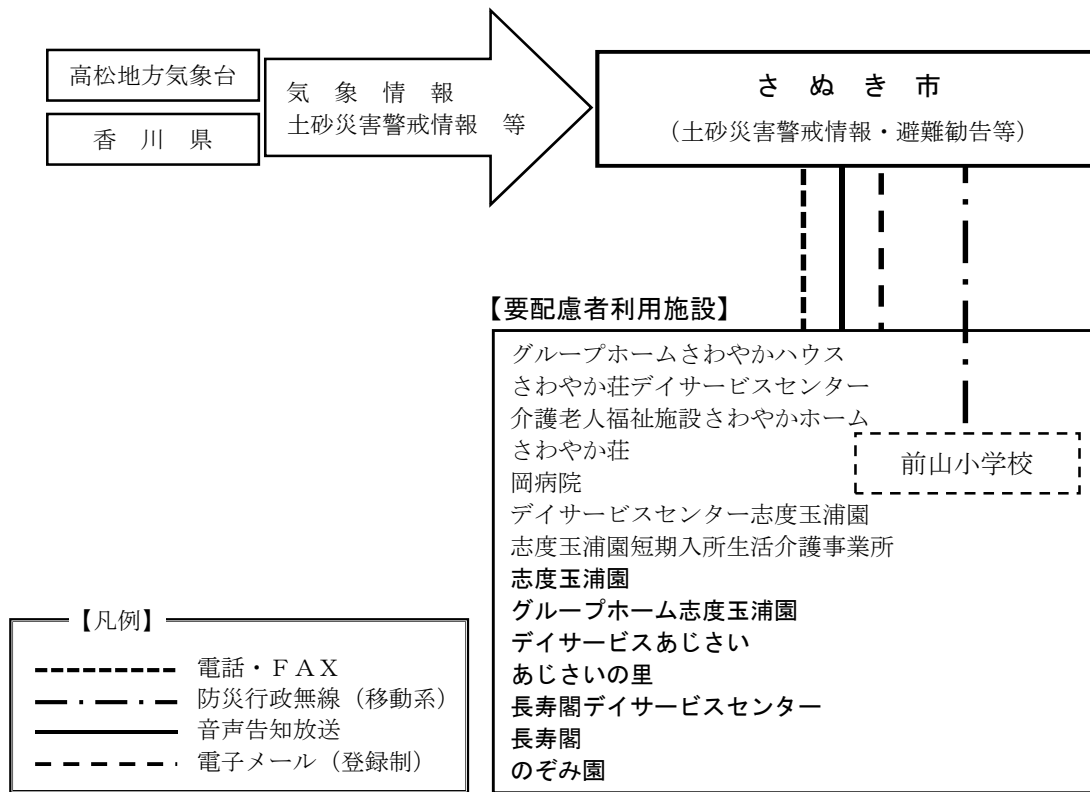 高松地方気象台
香　川　県
気　象　情　報
土砂災害警戒情報　等
さ　ぬ　き　市
（土砂災害警戒情報・避難勧告等）
【要配慮者利用施設】
グループホームさわやかハウス
さわやか荘デイサービスセンター
介護老人福祉施設さわやかホーム
さわやか荘
岡病院
デイサービスセンター志度玉浦園
志度玉浦園短期入所生活介護事業所
志度玉浦園
グループホーム志度玉浦園
デイサービスあじさい
あじさいの里
長寿閣デイサービスセンター
長寿閣
のぞみ園
前山小学校
【凡例】
電話・ＦＡＸ
防災行政無線（移動系）
音声告知放送
電子メール（登録制）